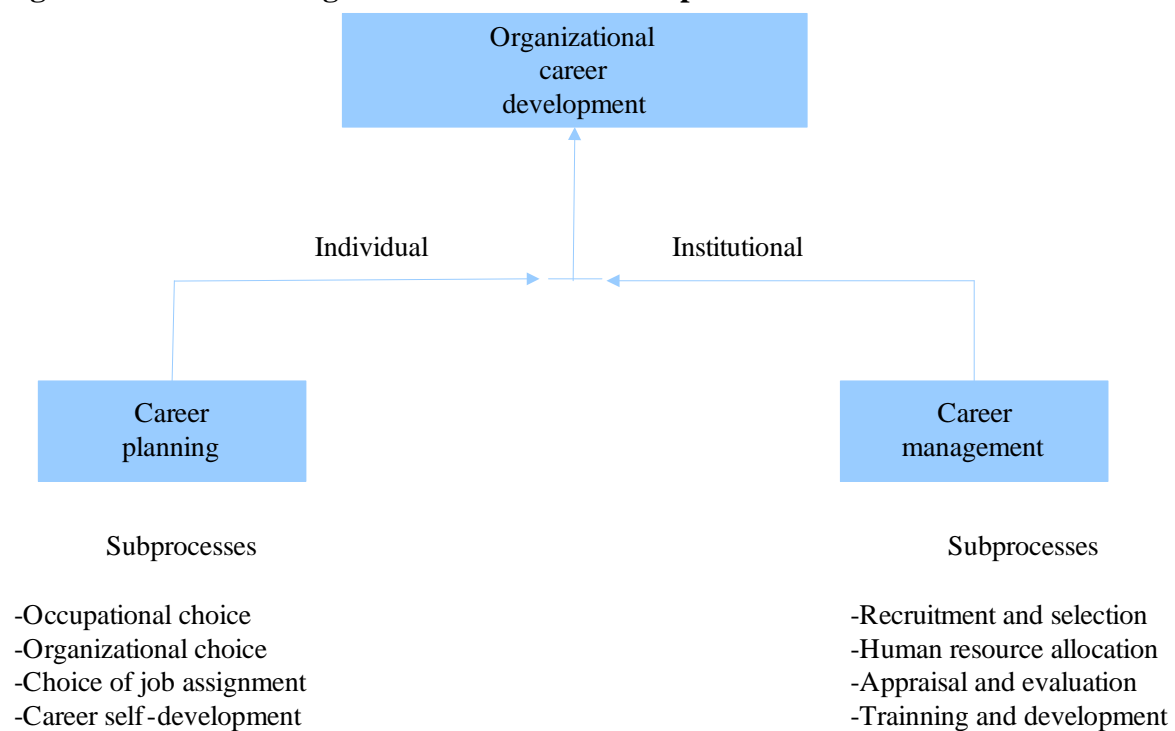 Organizational
career
development
Individual
Institutional
Career
planning
Career
management
Subprocesses
-Occupational choice
-Organizational choice
-Choice of job assignment
-Career self-development
Subprocesses
-Recruitment and selection
-Human resource allocation
-Appraisal and evaluation
-Trainning and development